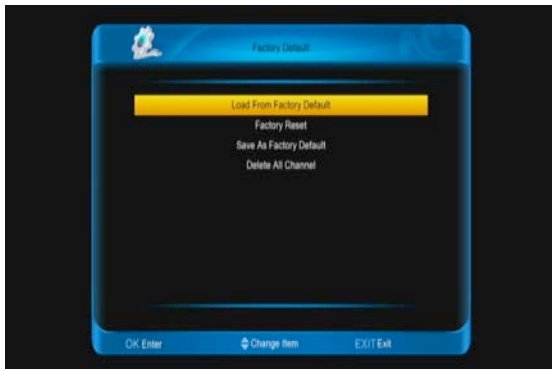 Factory Default
Load From Factory Default
Factory Reset
Save As Factory Default
Delete All Channel
OK Enter Change Item EXIT Exit